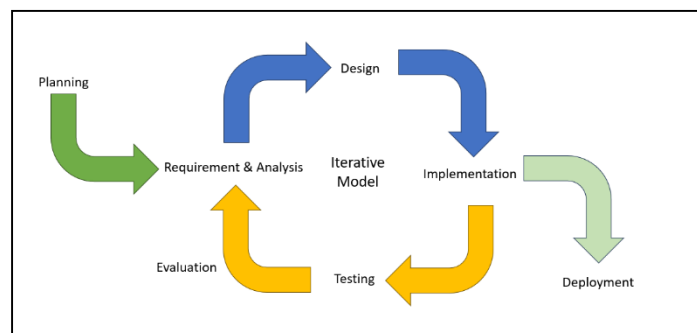 Design
Planning
Requirement & Analysis
Iterative
Model
Implementation
Evaluation
Testing
Deployment